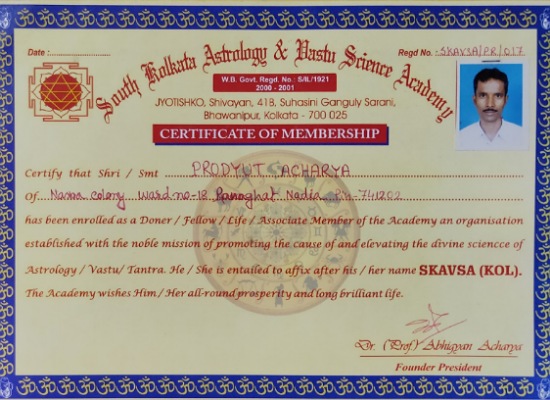 Date :
Regd No. - SKAVSA/PR/017
South Kolkata Astrology & Vastu Science Academy
W.B. Govt. Regd. No. : S/IL/1921
2000 - 2001
JYOTISHKO, Shivayan, 41B, Suhasini Ganguly Sarani,
Bhawanipur, Kolkata - 700 025
CERTIFICATE OF MEMBERSHIP
Certify that Shri / Smt PRODYUT ACHARYA
Of Nasra colony Ward no - 12 Ranaghat Nadia 741202
has been enrolled as a Doner / Fellow / Life / Associate Member of the Academy an organisation
established with the noble mission of promoting the cause of and elevating the divine sciencce of
Astrology / Vastu / Tantra. He / She is entailed to affix after his / her name SKAVSA (KOL).
The Academy wishes Him / Her all-round prosperity and long brilliant life.
Dr. (Prof) Abhigyan Acharya
Founder President